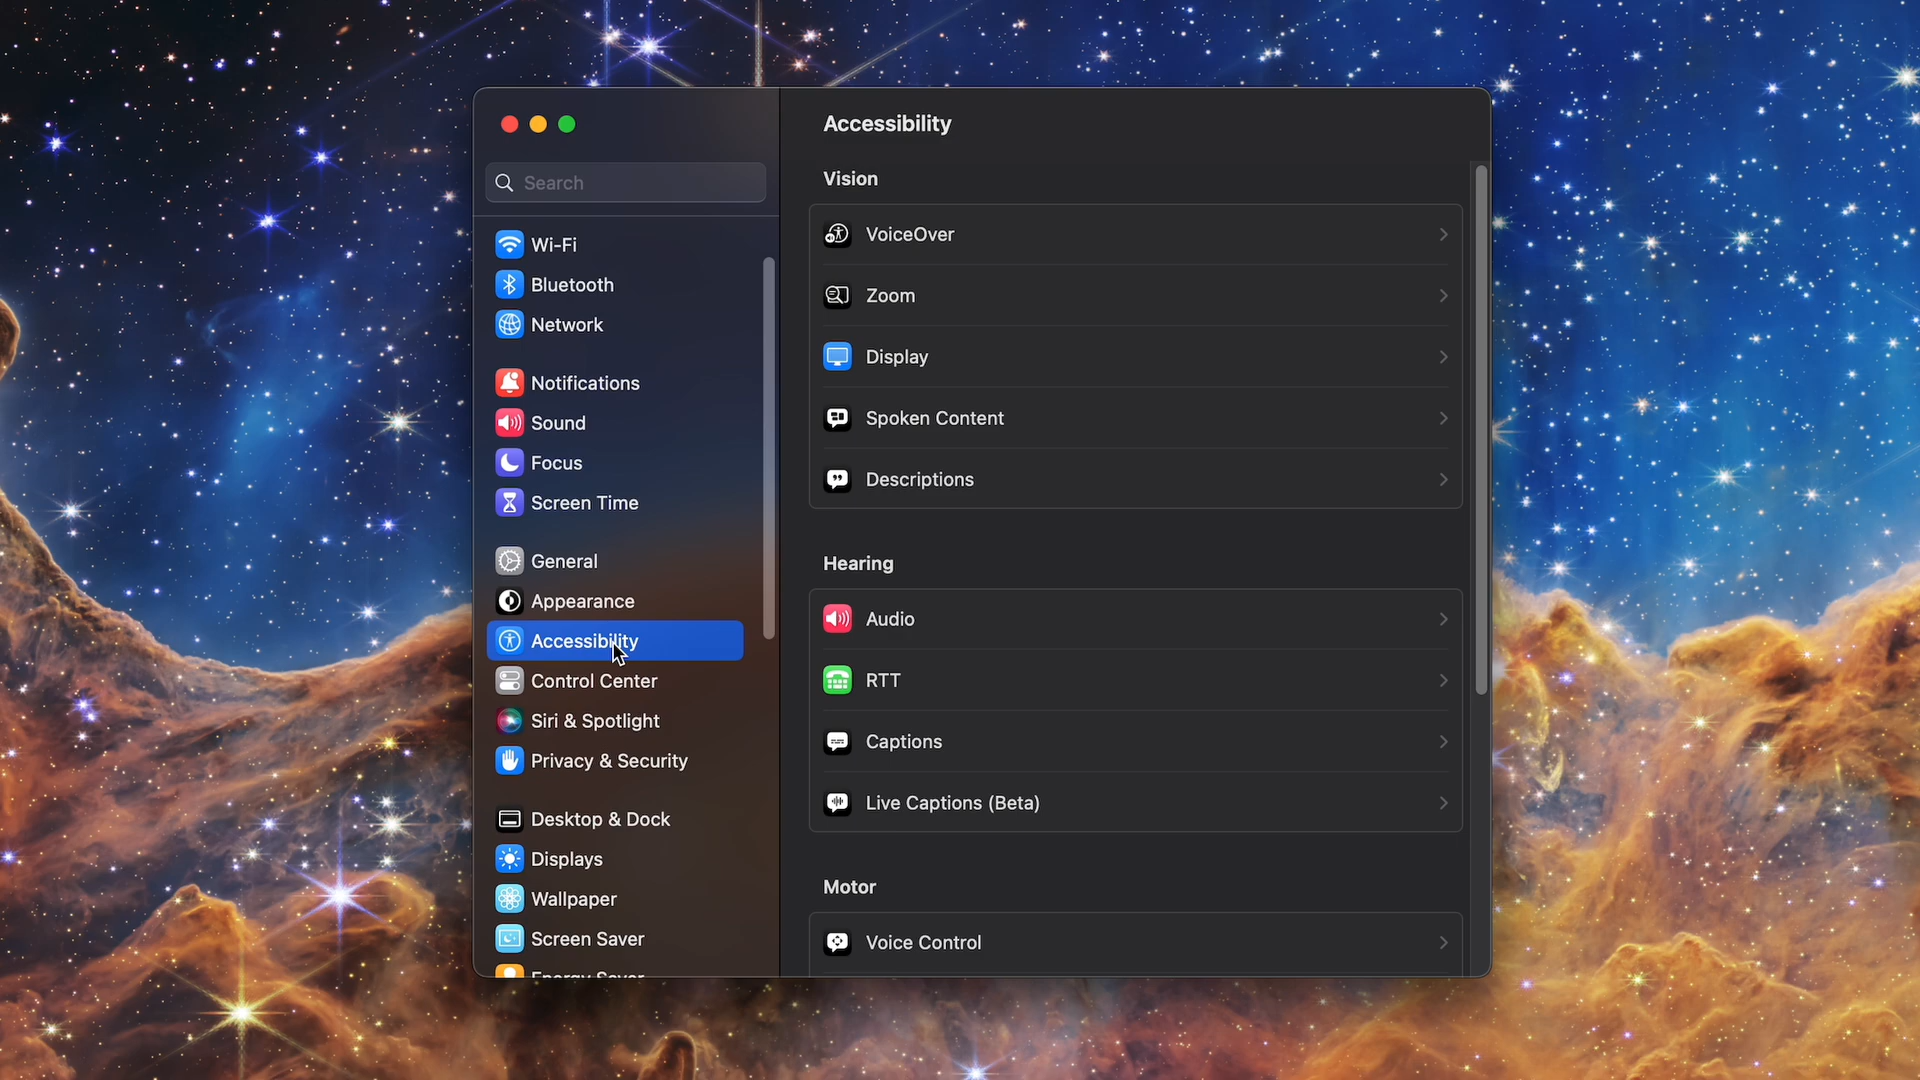 Search
Wi-Fi
Bluetooth
Network
Notifications
Sound
Focus
Screen Time
General
Appearance
Accessibility
Control Center
Siri & Spotlight
Privacy & Security
Desktop & Dock
Displays
Wallpaper
Screen Saver
Energy Saver
Accessibility
Vision
VoiceOver
Zoom
Display
Spoken Content
Descriptions
Hearing
Audio
RTT
Captions
Live Captions (Beta)
Motor
Voice Control